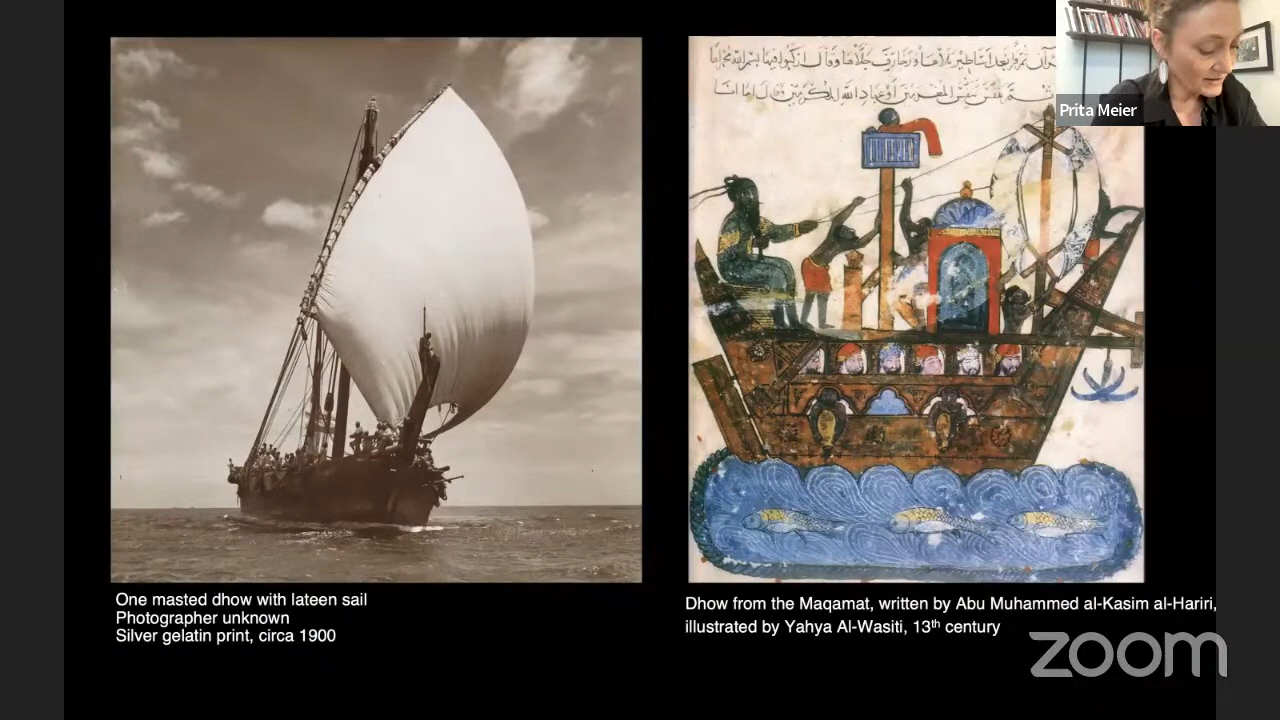 Prita Meier
One masted dhow with lateen sail
Photographer unknown
Silver gelatin print, circa 1900
Dhow from the Maqamat, written by Abu Muhammed al-Kasim al-Hariri,
illustrated by Yahya Al-Wasiti, 13th century
zoom